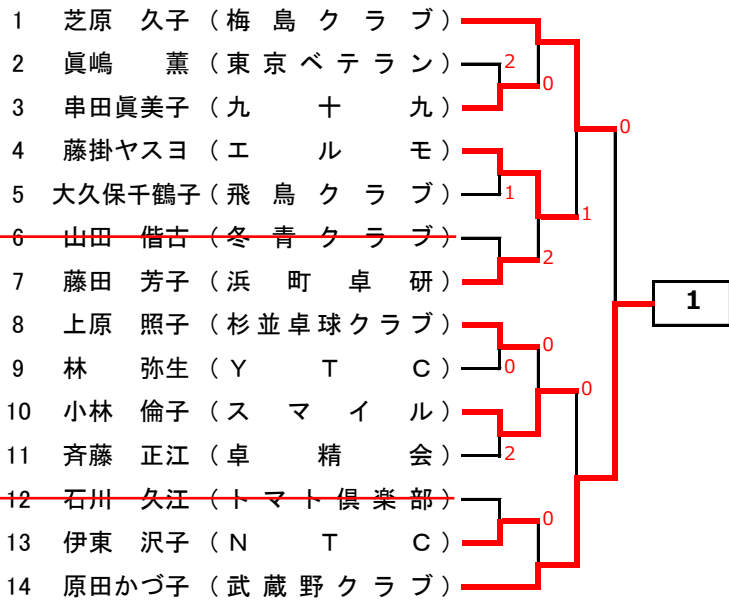 1 芝原 久子 (梅島クラブ)
2 眞嶋 薫 (東京ベテラン) 2
0
3 串田眞美子 (九十九)
0
4 藤掛ヤスヨ (エルモ)
5 大久保千鶴子 (飛鳥クラブ) 1
1
6 山田 偕古 (冬青クラブ)
2
7 藤田 芳子 (浜町卓研)
1
8 上原 照子 (杉並卓球クラブ)
0
9 林 弥生 (YTC) 0
0
10 小林 倫子 (スマイル)
11 斉藤 正江 (卓精会) 2
12 石川 久江 (トマト倶楽部)
0
13 伊東 沢子 (NTC)
14 原田かづ子 (武蔵野クラブ)